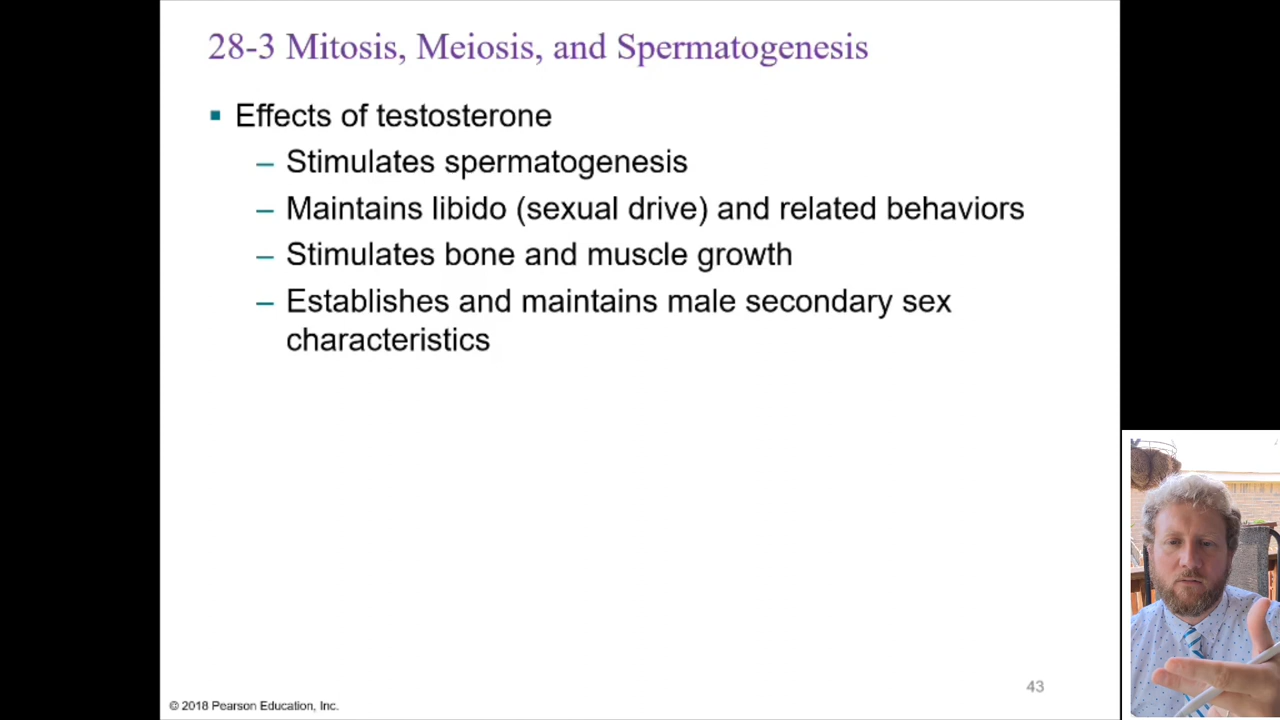 28-3 Mitosis, Meiosis, and Spermatogenesis
▪ Effects of testosterone
– Stimulates spermatogenesis
– Maintains libido (sexual drive) and related behaviors
– Stimulates bone and muscle growth
– Establishes and maintains male secondary sex
characteristics
43
© 2018 Pearson Education, Inc.